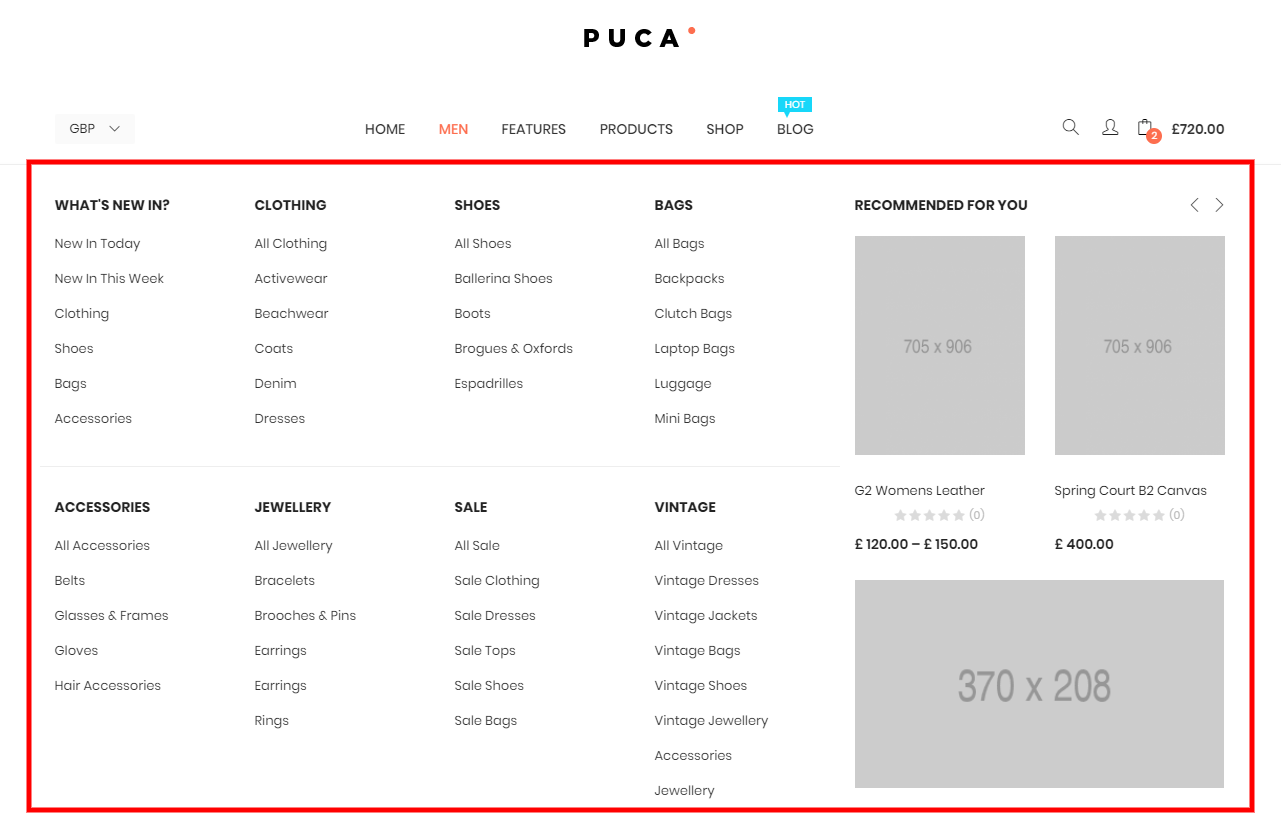 PUCA
HOT
GBP
HOME MEN FEATURES PRODUCTS SHOP BLOG
2
£720.00
WHAT'S NEW IN?
New In Today
New In This Week
Clothing
Shoes
Bags
Accessories
CLOTHING
All Clothing
Activewear
Beachwear
Coats
Denim
Dresses
SHOES
All Shoes
Ballerina Shoes
Boots
Brogues & Oxfords
Espadrilles
BAGS
All Bags
Backpacks
Clutch Bags
Laptop Bags
Luggage
Mini Bags
ACCESSORIES
All Accessories
Belts
Glasses & Frames
Gloves
Hair Accessories
JEWELLERY
All Jewellery
Bracelets
Brooches & Pins
Earrings
Earrings
Rings
SALE
All Sale
Sale Clothing
Sale Dresses
Sale Tops
Sale Shoes
Sale Bags
VINTAGE
All Vintage
Vintage Dresses
Vintage Jackets
Vintage Bags
Vintage Shoes
Vintage Jewellery
Accessories
Jewellery
RECOMMENDED FOR YOU
705 x 906
G2 Womens Leather
(0)
£ 120.00 – £ 150.00
705 x 906
Spring Court B2 Canvas
(0)
£ 400.00
370 x 208